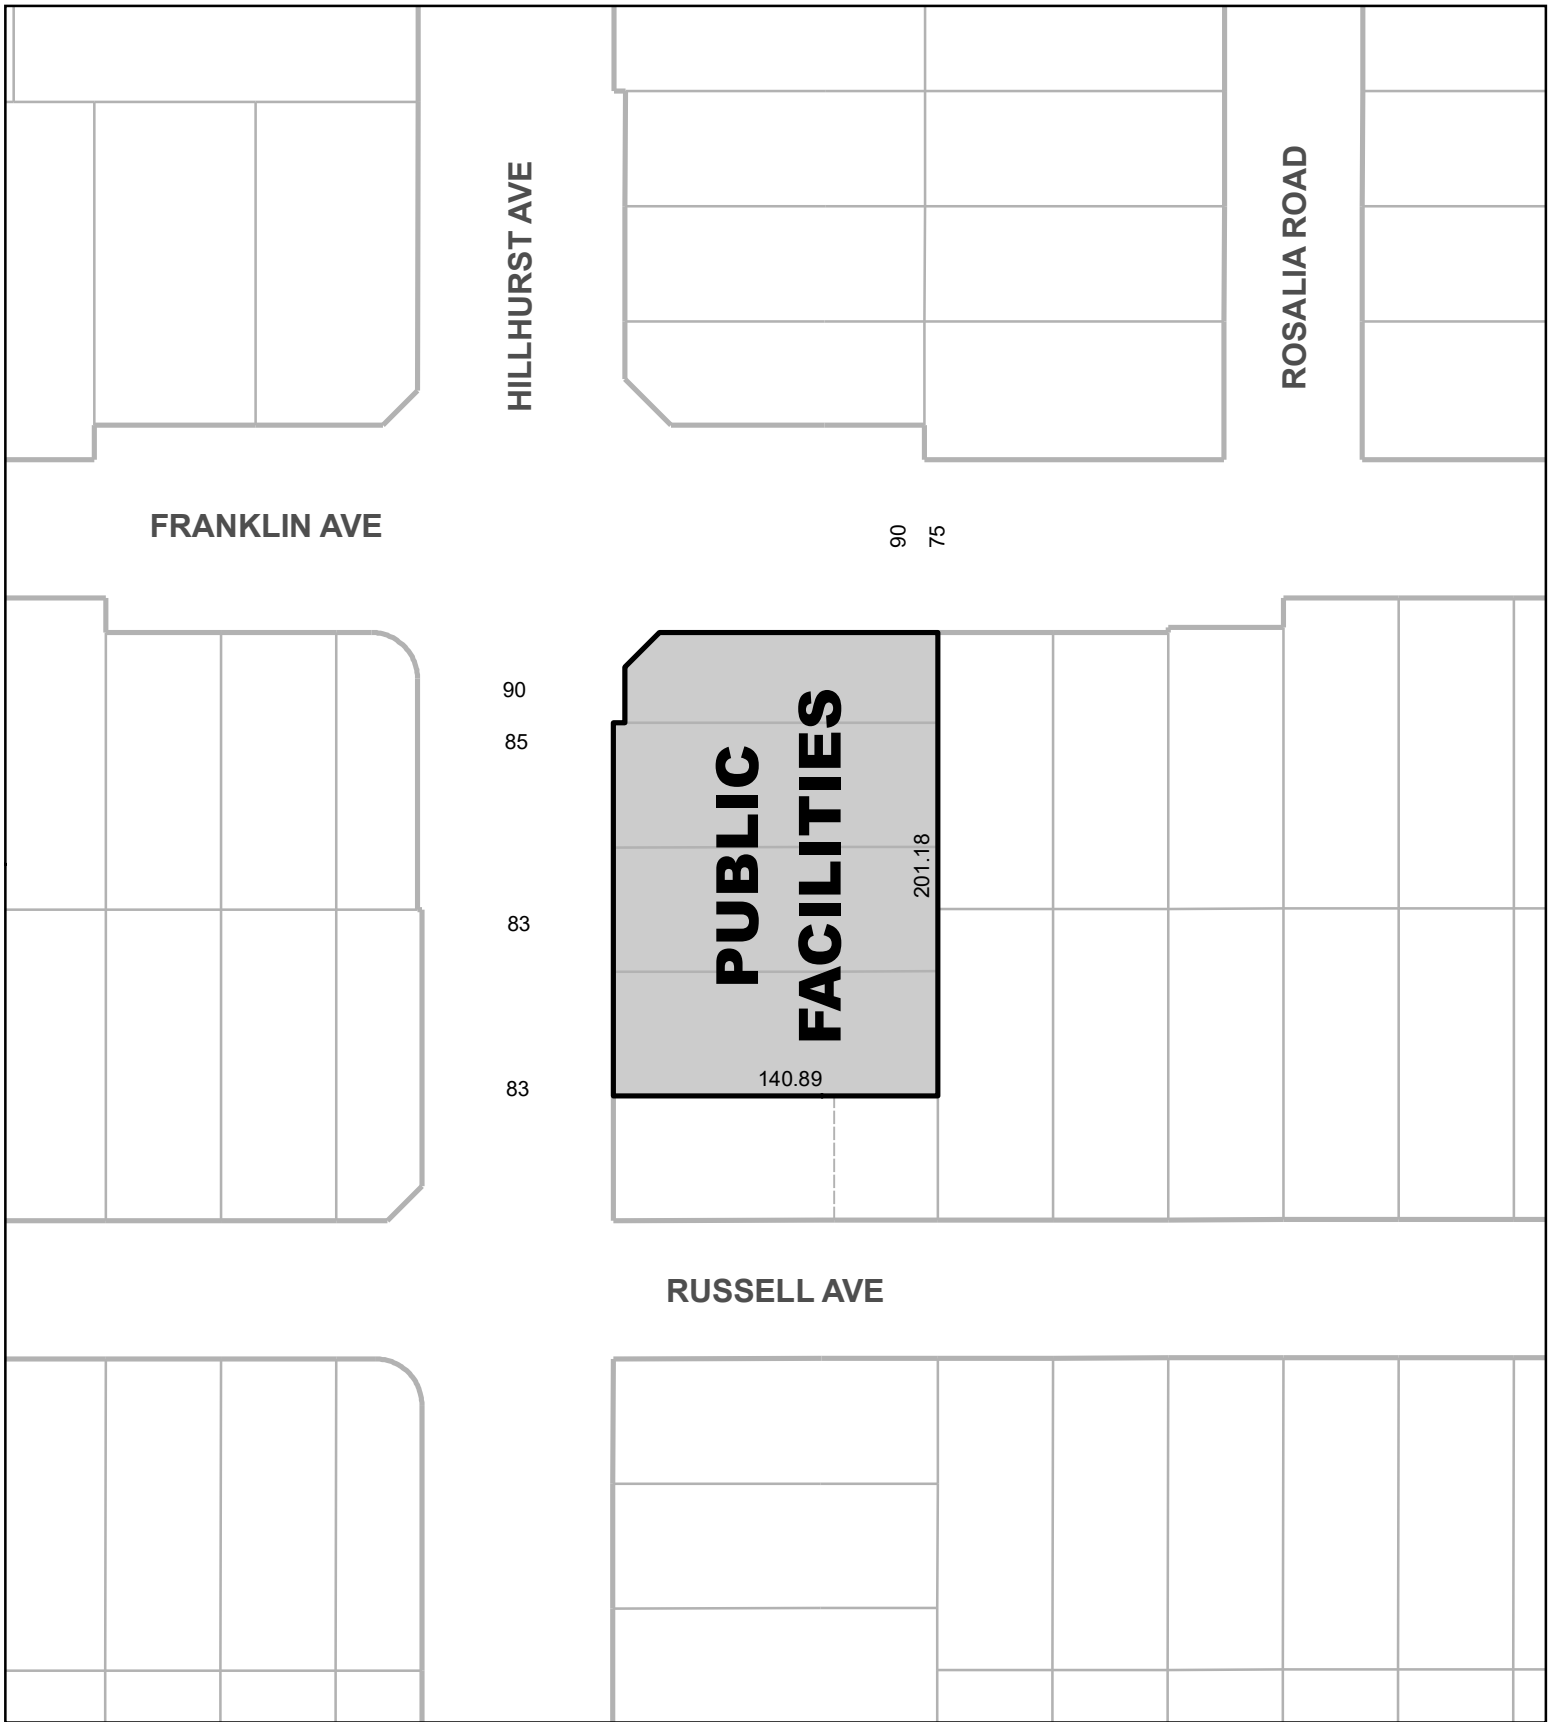 HILLHURST AVE
ROSALIA ROAD
FRANKLIN AVE
90
75
90
85
83
83
PUBLIC
FACILITIES
201.18
140.89
RUSSELL AVE